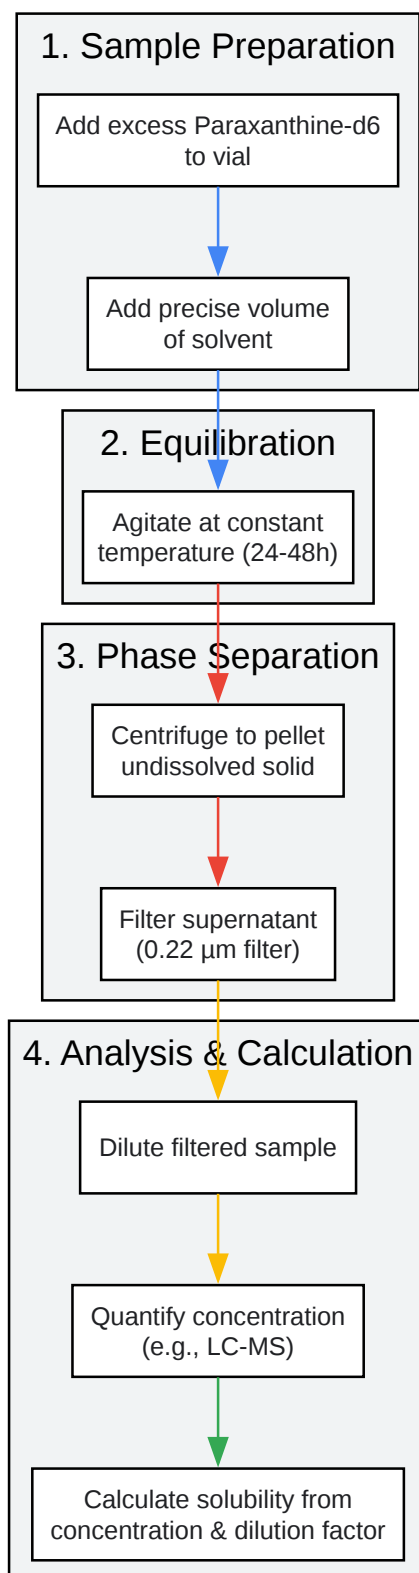 1. Sample Preparation
Add excess Paraxanthine-d6
to vial
Add precise volume
of solvent
2. Equilibration
Agitate at constant
temperature (24-48h)
3. Phase Separation
Centrifuge to pellet
undissolved solid
Filter supernatant
(0.22 µm filter)
4. Analysis & Calculation
Dilute filtered sample
Quantify concentration
(e.g., LC-MS)
Calculate solubility from
concentration & dilution factor